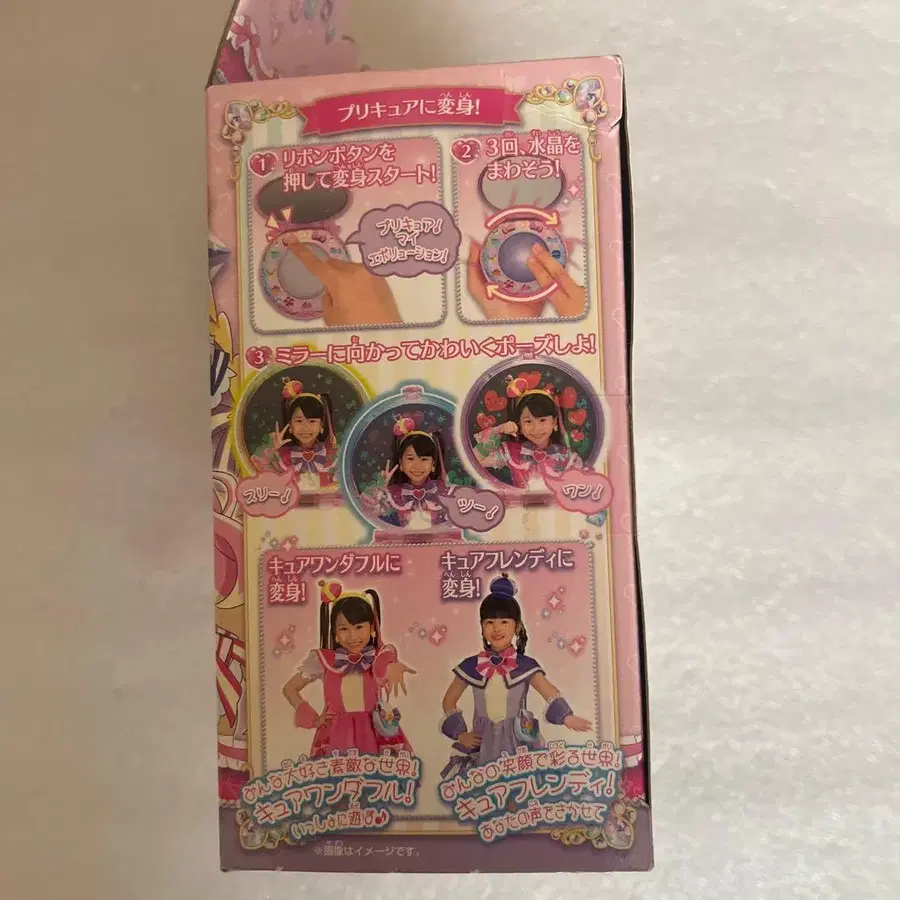 プリキュアに変身!
1 リボンボタンを
押して変身スタート!
プリキュア!
マイ
エボリューション!
2 3回、水晶を
まわそう!
3 ミラーに向かってかわいくポーズしよ!
スリー!
ツー!
ワン!
キュアワンダフルに
変身!
キュアフレンディに
変身!
みんな大好き素敵な世界!
キュアワンダフル!
いっしょに遊ぼ♪
みんなの笑顔で彩る世界!
キュアフレンディ!
あなたの声をきかせて
※画像はイメージです。